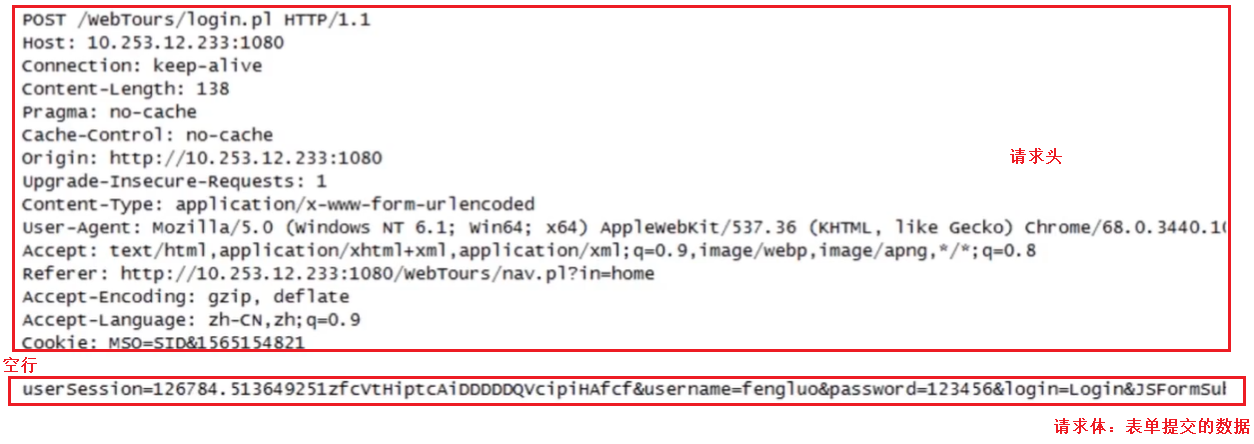 POST /WebTours/login.pl HTTP/1.1
Host: 10.253.12.233:1080
Connection: keep-alive
Content-Length: 138
Pragma: no-cache
Cache-Control: no-cache
Origin: http://10.253.12.233:1080
请求头
Upgrade-Insecure-Requests: 1
Content-Type: application/x-www-form-urlencoded
User-Agent: Mozilla/5.0 (Windows NT 6.1; Win64; x64) AppleWebKit/537.36 (KHTML, like Gecko) Chrome/68.0.3440.10
Accept: text/html,application/xhtml+xml,application/xml;q=0.9,image/webp,image/apng,*/*;q=0.8
Referer: http://10.253.12.233:1080/WebTours/nav.pl?in=home
Accept-Encoding: gzip, deflate
Accept-Language: zh-CN,zh;q=0.9
Cookie: MSO=SID&1565154821
空行
userSession=126784.513649251zfcVtHiptcAiDDDDDQVcipiHAfcf&username=fengluo&password=123456&login=Login&JSFormSub
请求体：表单提交的数据